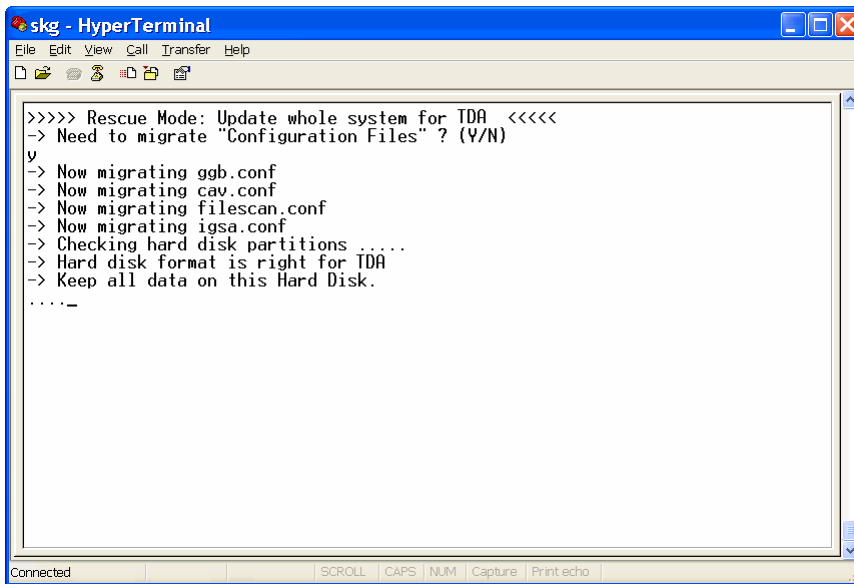 skg - HyperTerminal
File Edit View Call Transfer Help
>>>>> Rescue Mode: Update whole system for TDA <<<<<
-> Need to migrate "Configuration Files" ? (Y/N)
y
-> Now migrating ggb.conf
-> Now migrating cav.conf
-> Now migrating filescan.conf
-> Now migrating igsa.conf
-> Checking hard disk partitions .....
-> Hard disk format is right for TDA
-> Keep all data on this Hard Disk.
...._
Connected SCROLL CAPS NUM Capture Print echo